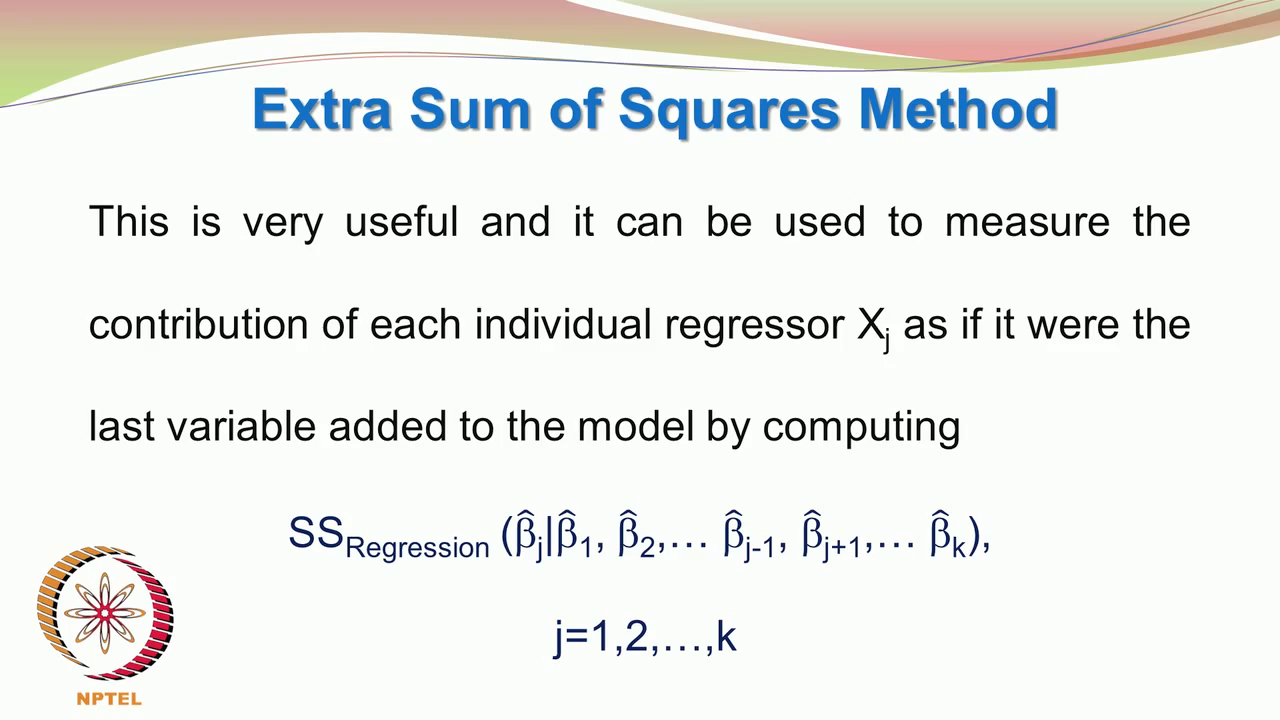 Extra Sum of Squares Method
This is very useful and it can be used to measure the
contribution of each individual regressor Xⱼ as if it were the
last variable added to the model by computing
SS_Regression (β̂ⱼ|β̂₁, β̂₂,… β̂ⱼ₋₁, β̂ⱼ₊₁,… β̂ₖ),
j=1,2,…,k
NPTEL